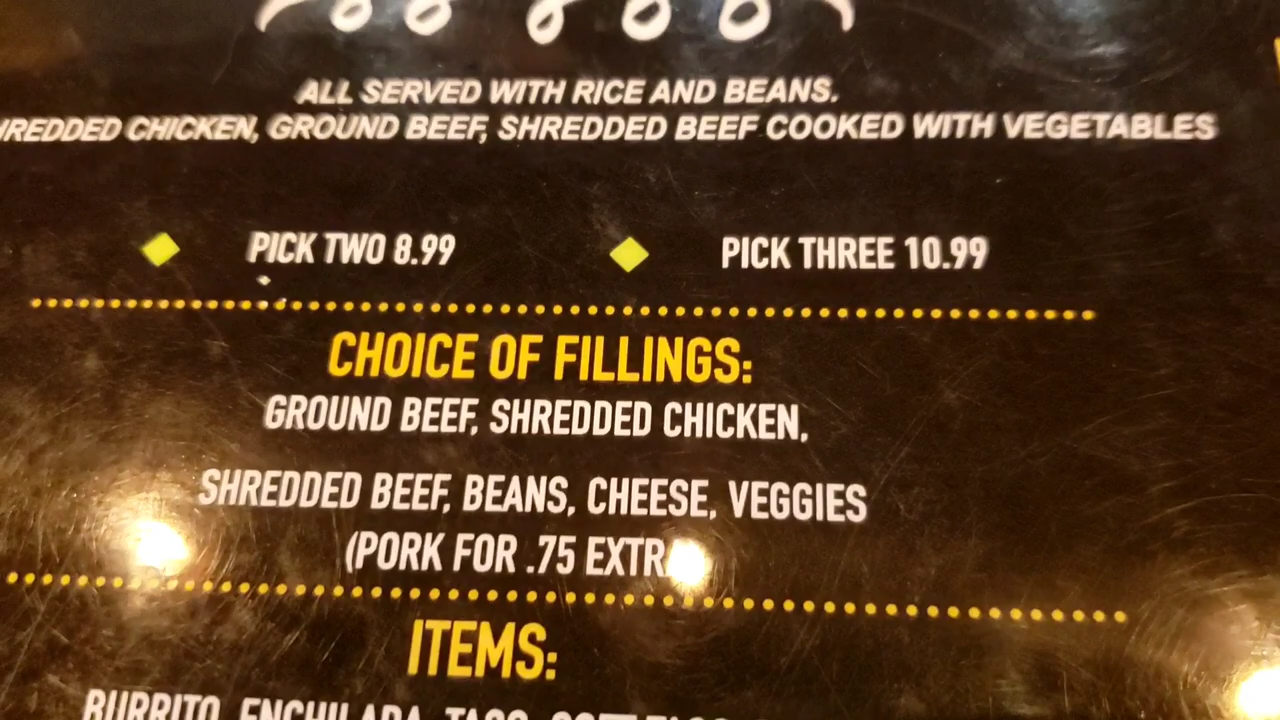 ALL SERVED WITH RICE AND BEANS.
CHICKEN, GROUND BEEF, SHREDDED BEEF COOKED WITH VEGETABLES
PICK TWO 8.99 PICK THREE 10.99
CHOICE OF FILLINGS:
GROUND BEEF, SHREDDED CHICKEN,
SHREDDED BEEF, BEANS, CHEESE, VEGGIES
(PORK FOR .75 EXTR
ITEMS:
BURRITO, ENCHILADA, TACO,